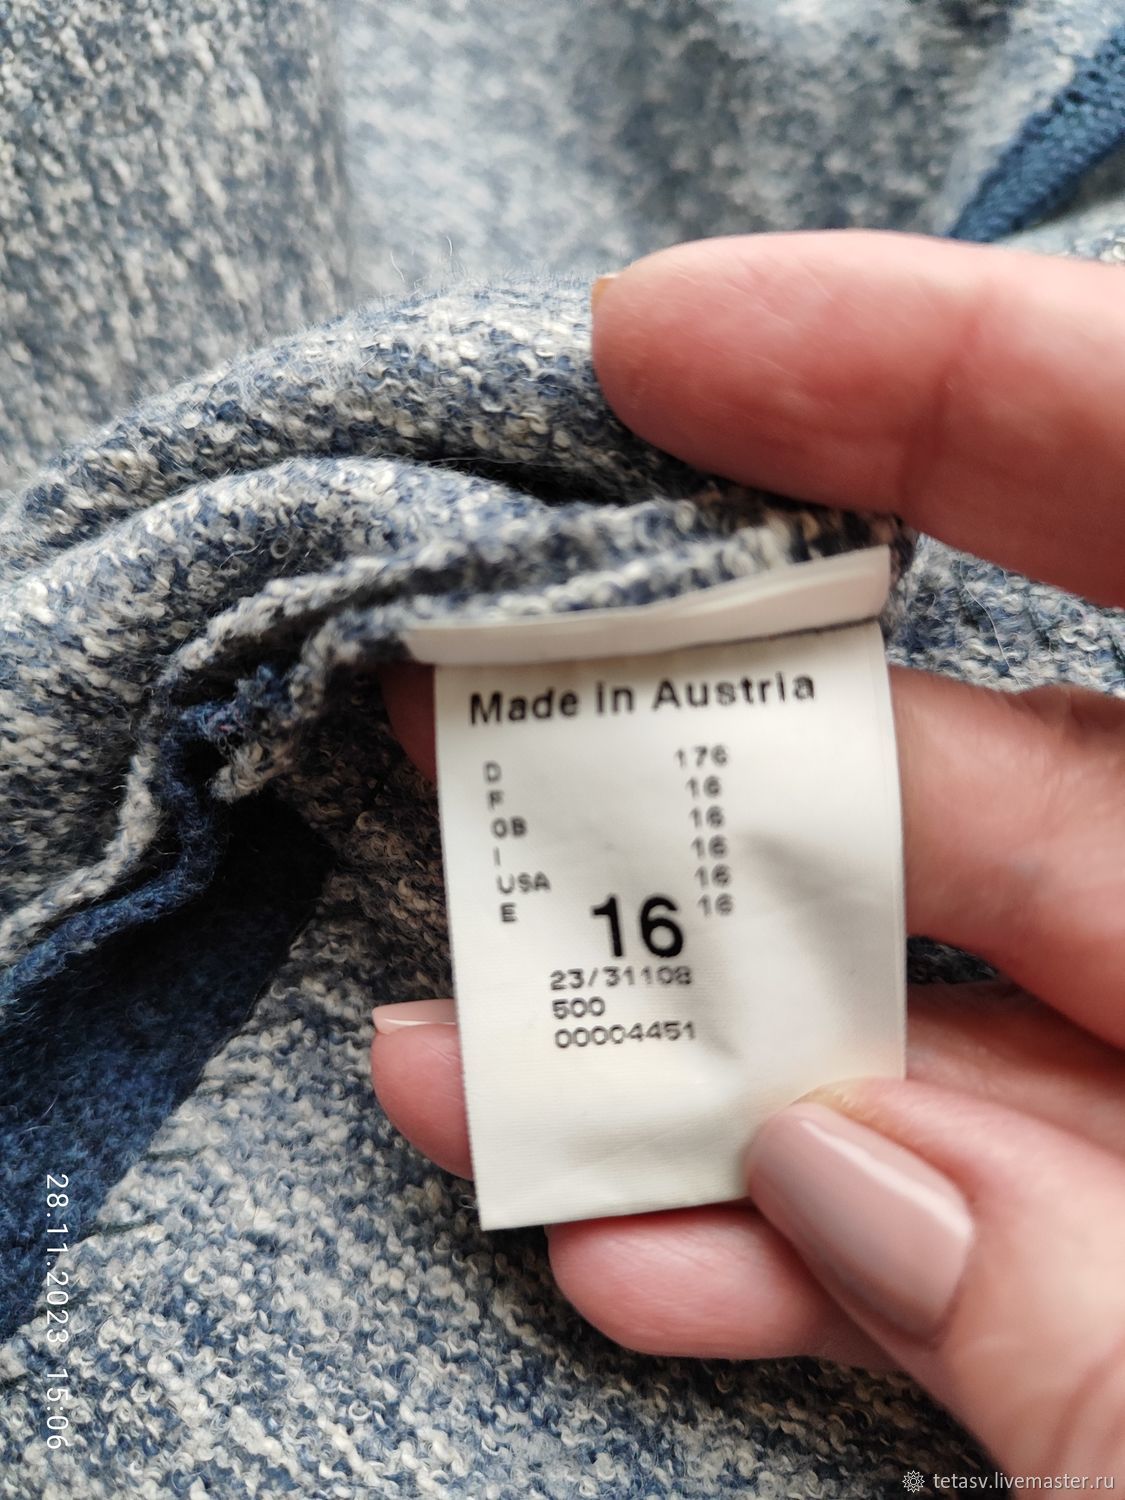 Made in Austria
D 176
F 16
GB 16
I 16
USA 16
E 16
16
23/31108
500
00004451
28.11.2023 15:06
tetasv.livemaster.ru